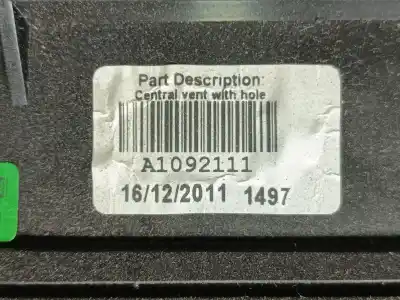 Part Description:
Central vent with hole
A1092111
16/12/2011 1497